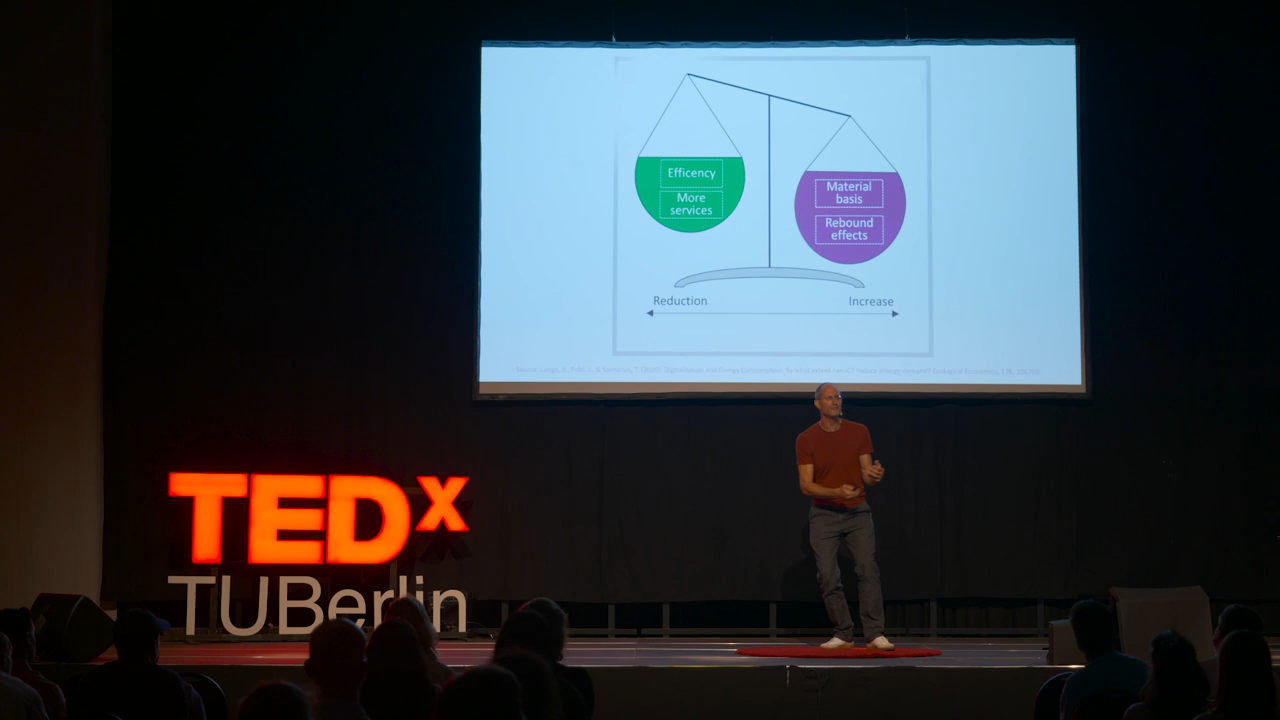 Efficency
More
services
Material
basis
Rebound
effects
Reduction
Increase
TEDx
TUBerlin